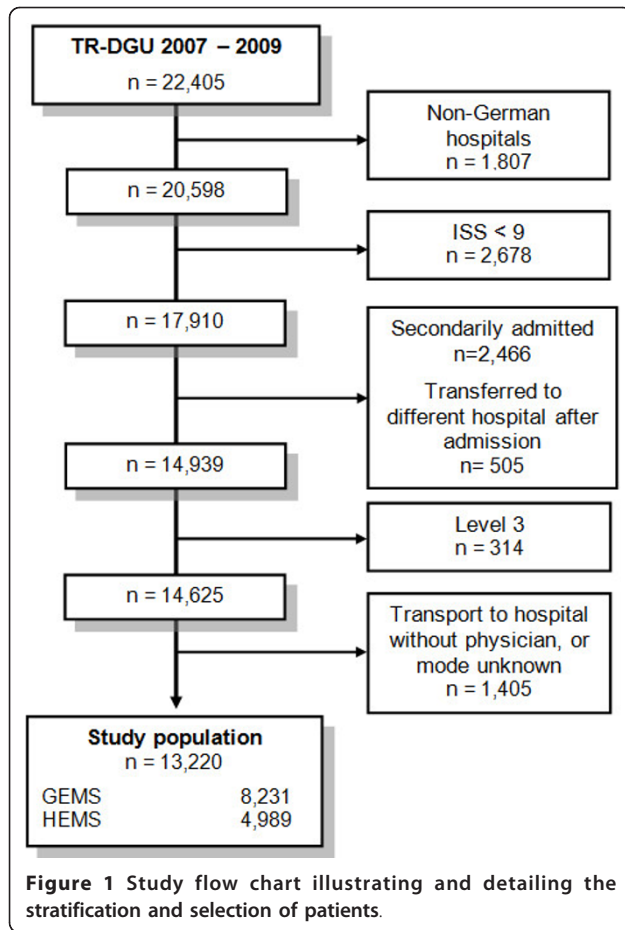 TR-DGU 2007 – 2009
n = 22,405
Non-German
hospitals
n = 1,807
n = 20,598
ISS < 9
n = 2,678
n = 17,910
Secondarily admitted
n=2,466
Transferred to
different hospital after
admission
n= 505
n = 14,939
Level 3
n = 314
n = 14,625
Transport to hospital
without physician, or
mode unknown
n = 1,405
Study population
n = 13,220
GEMS 8,231
HEMS 4,989
Figure 1 Study flow chart illustrating and detailing the
stratification and selection of patients.